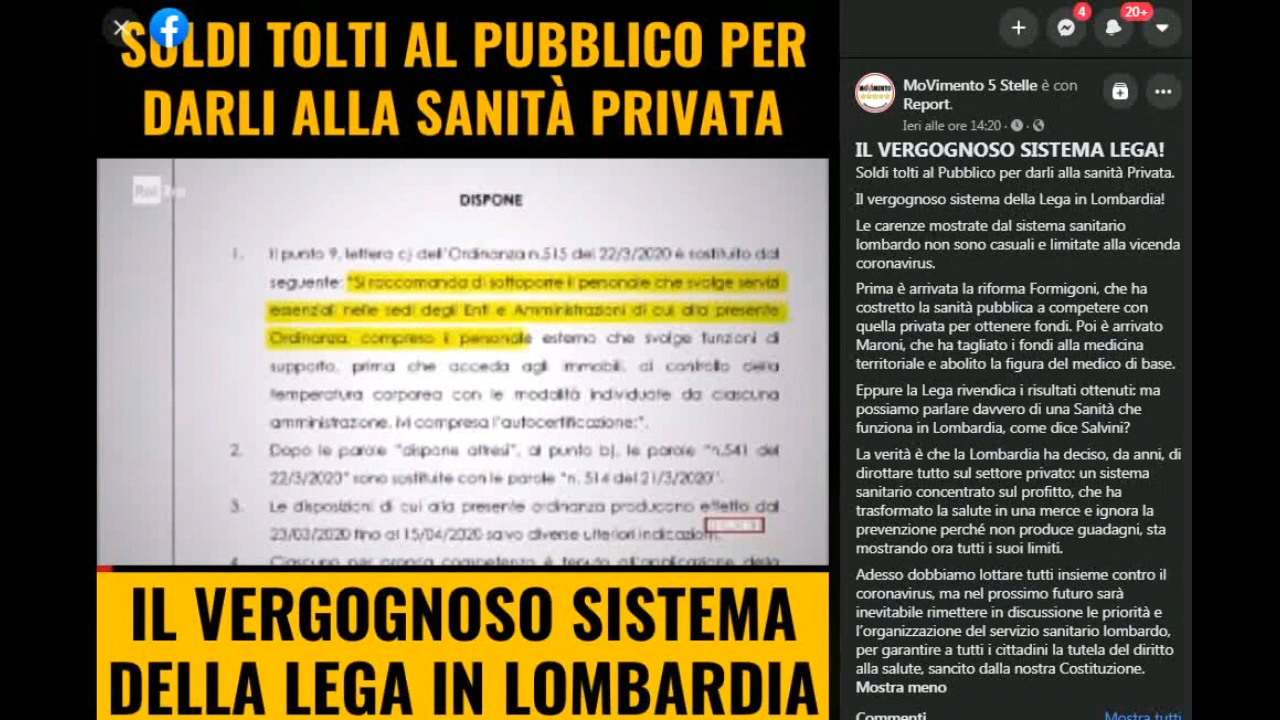 SOLDI TOLTI AL PUBBLICO PER
DARLI ALLA SANITÀ PRIVATA
Rai
DISPONE
1. Il punto 9. lettera c) dell'Ordinanza n.515 del 22/3/2020 è sostituito dal
seguente: "Si raccomanda di sottoporre il personale che svolge servizi
essenziali nelle sedi degli Enti e Amministrazioni di cui alla presente
Ordinanza, compreso il personale esterno che svolge funzioni di
supporto, prima che acceda agli immobili, al controllo della
temperatura corporea con le modalità individuate da ciascuna
amministrazione, ivi compresa l'autocertificazione;".
2. Dopo le parole "dispone altresì", al punto b), le parole "n.541 del
22/3/2020" sono sostituite con le parole "n. 514 del 21/3/2020".
3. Le disposizioni di cui alla presente ordinanza producono effetto dal
23/03/2020 fino al 15/04/2020 salvo diverse ulteriori indicazioni.
4. Ciascuno per propria competenza è tenuto all'applicazione delle
IL VERGOGNOSO SISTEMA
DELLA LEGA IN LOMBARDIA
4
20+
MOVIMENTO
MoVimento 5 Stelle è con
Report.
Ieri alle ore 14:20 ·
IL VERGOGNOSO SISTEMA LEGA!
Soldi tolti al Pubblico per darli alla sanità Privata.
Il vergognoso sistema della Lega in Lombardia!
Le carenze mostrate dal sistema sanitario
lombardo non sono casuali e limitate alla vicenda
coronavirus.
Prima è arrivata la riforma Formigoni, che ha
costretto la sanità pubblica a competere con
quella privata per ottenere fondi. Poi è arrivato
Maroni, che ha tagliato i fondi alla medicina
territoriale e abolito la figura del medico di base.
Eppure la Lega rivendica i risultati ottenuti: ma
possiamo parlare davvero di una Sanità che
funziona in Lombardia, come dice Salvini?
La verità è che la Lombardia ha deciso, da anni, di
dirottare tutto sul settore privato: un sistema
sanitario concentrato sul profitto, che ha
trasformato la salute in una merce e ignora la
prevenzione perché non produce guadagni, sta
mostrando ora tutti i suoi limiti.
Adesso dobbiamo lottare tutti insieme contro il
coronavirus, ma nel prossimo futuro sarà
inevitabile rimettere in discussione le priorità e
l'organizzazione del servizio sanitario lombardo,
per garantire a tutti i cittadini la tutela del diritto
alla salute, sancito dalla nostra Costituzione.
Mostra meno
Commenti
Mostra tutti